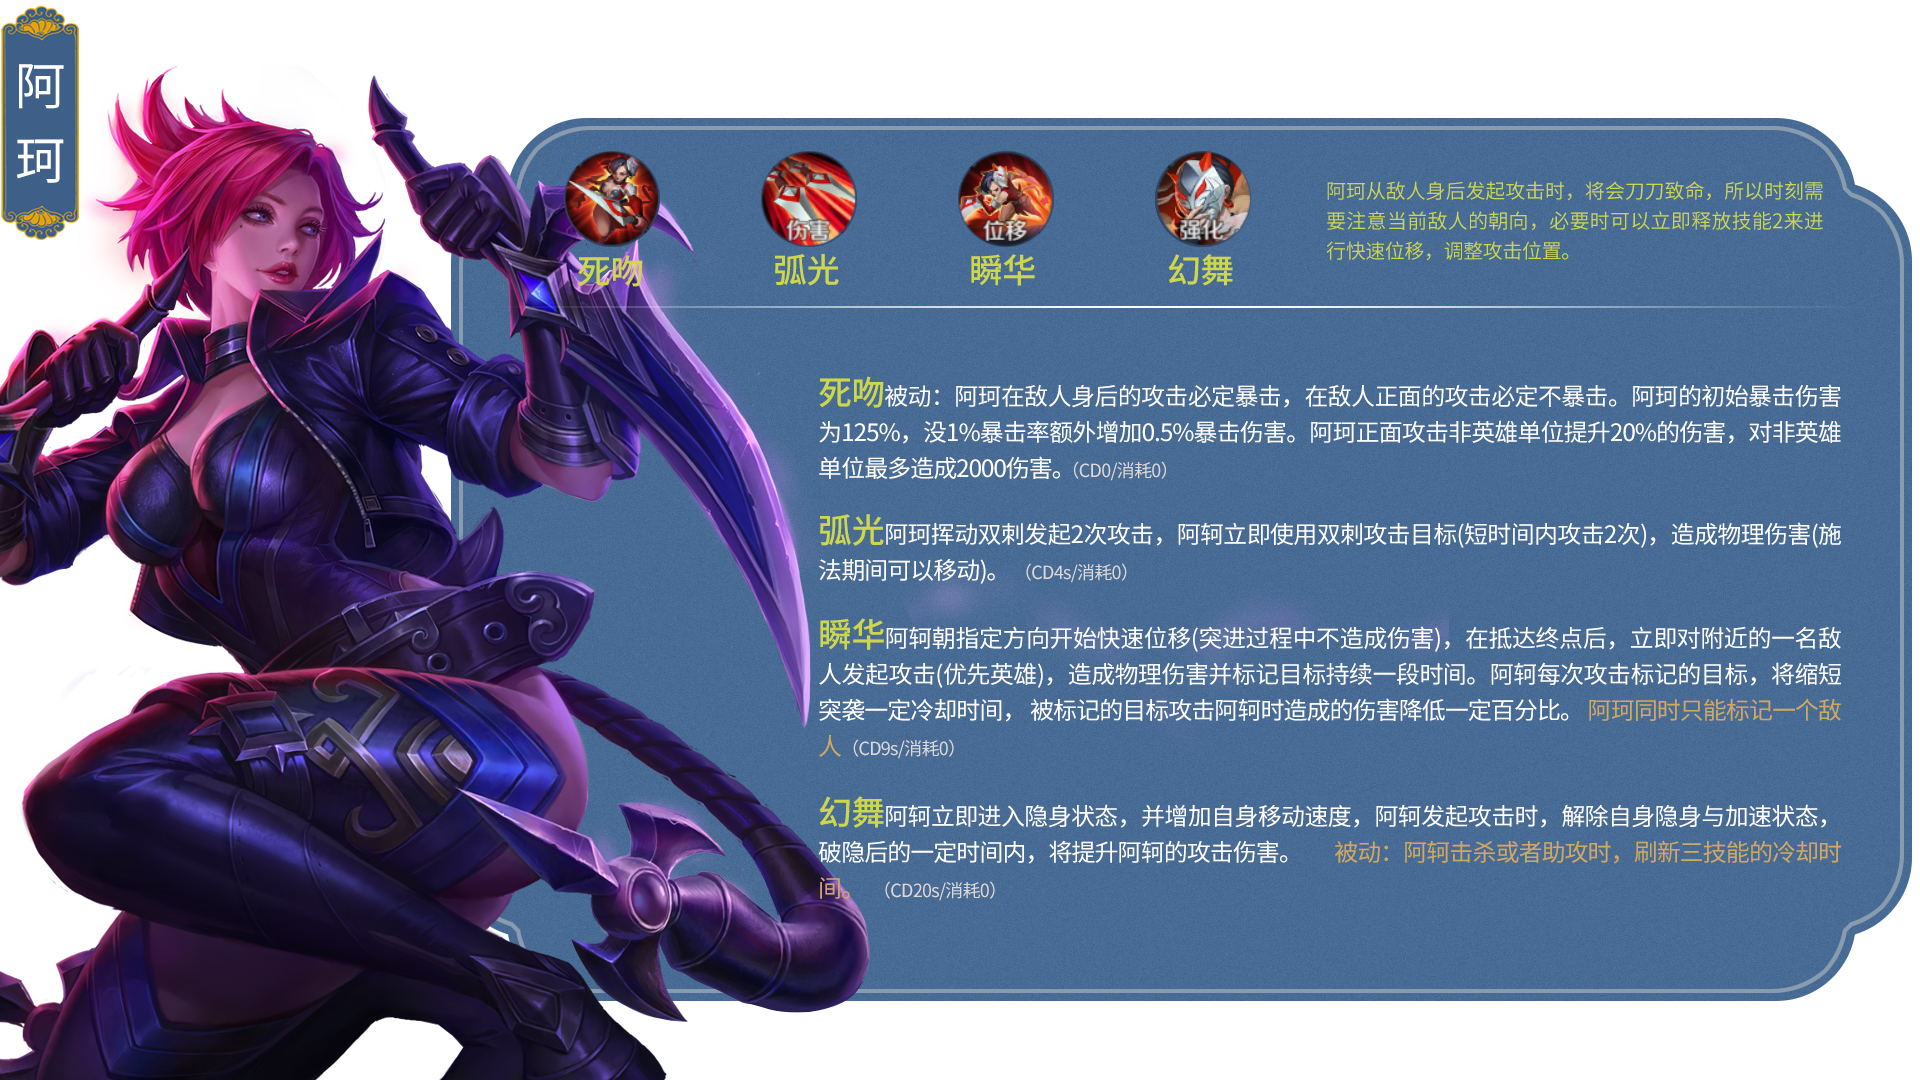 阿
珂
伤害
位移
强化
死吻
弧光
瞬华
幻舞
阿珂从敌人身后发起攻击时，将会刀刀致命，所以时刻需
要注意当前敌人的朝向，必要时可以立即释放技能2来进
行快速位移，调整攻击位置。
死吻被动：阿珂在敌人身后的攻击必定暴击，在敌人正面的攻击必定不暴击。阿珂的初始暴击伤害
为125%，没1%暴击率额外增加0.5%暴击伤害。阿珂正面攻击非英雄单位提升20%的伤害，对非英雄
单位最多造成2000伤害。（CD0/消耗0）
弧光阿珂挥动双刺发起2次攻击，阿轲立即使用双刺攻击目标(短时间内攻击2次)，造成物理伤害(施
法期间可以移动)。 （CD4s/消耗0）
瞬华阿轲朝指定方向开始快速位移(突进过程中不造成伤害)，在抵达终点后，立即对附近的一名敌
人发起攻击(优先英雄)，造成物理伤害并标记目标持续一段时间。阿轲每次攻击标记的目标，将缩短
突袭一定冷却时间， 被标记的目标攻击阿轲时造成的伤害降低一定百分比。 阿珂同时只能标记一个敌
人（CD9s/消耗0）
幻舞阿轲立即进入隐身状态，并增加自身移动速度，阿轲发起攻击时，解除自身隐身与加速状态，
破隐后的一定时间内，将提升阿轲的攻击伤害。 被动：阿轲击杀或者助攻时，刷新三技能的冷却时
间。 （CD20s/消耗0）